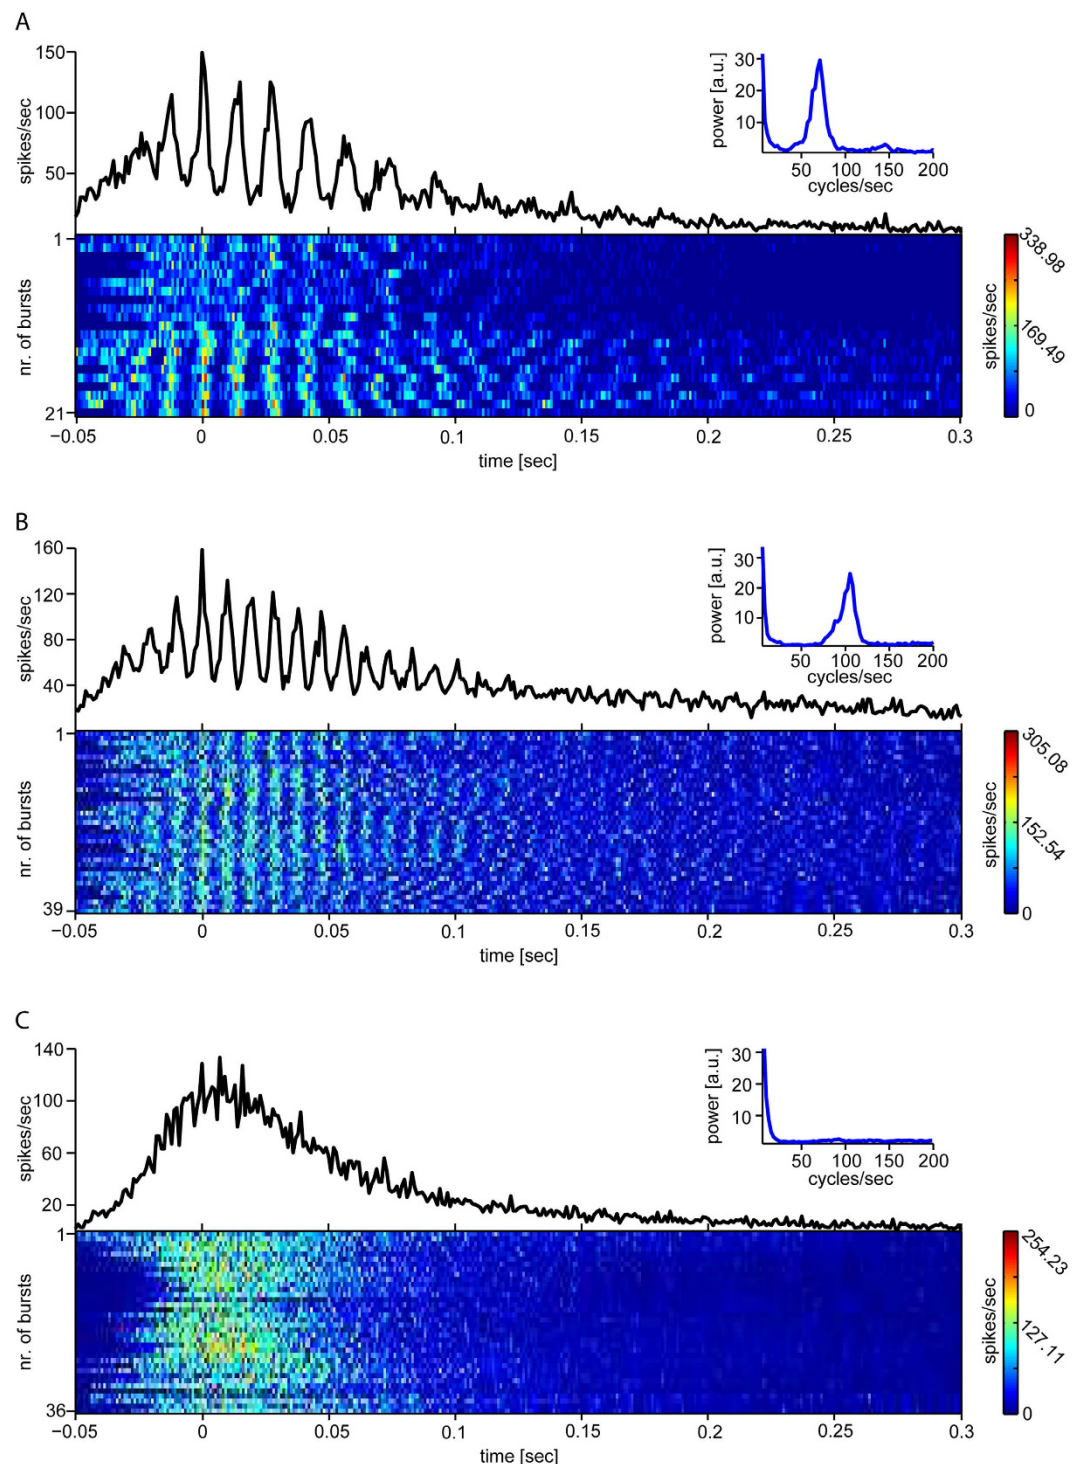 A
150
100
50
spikes/sec
30
20
10
power [a.u.]
50 100 150 200
cycles/sec
1
21
nr. of bursts
338.98
169.49
0
spikes/sec
−0.05 0 0.05 0.1 0.15 0.2 0.25 0.3
time [sec]
B
160
120
80
40
spikes/sec
30
20
10
power [a.u.]
50 100 150 200
cycles/sec
1
39
nr. of bursts
305.08
152.54
0
spikes/sec
−0.05 0 0.05 0.1 0.15 0.2 0.25 0.3
time [sec]
C
140
100
60
20
spikes/sec
30
20
10
power [a.u.]
50 100 150 200
cycles/sec
1
36
nr. of bursts
254.23
127.11
0
spikes/sec
−0.05 0 0.05 0.1 0.15 0.2 0.25 0.3
time [sec]